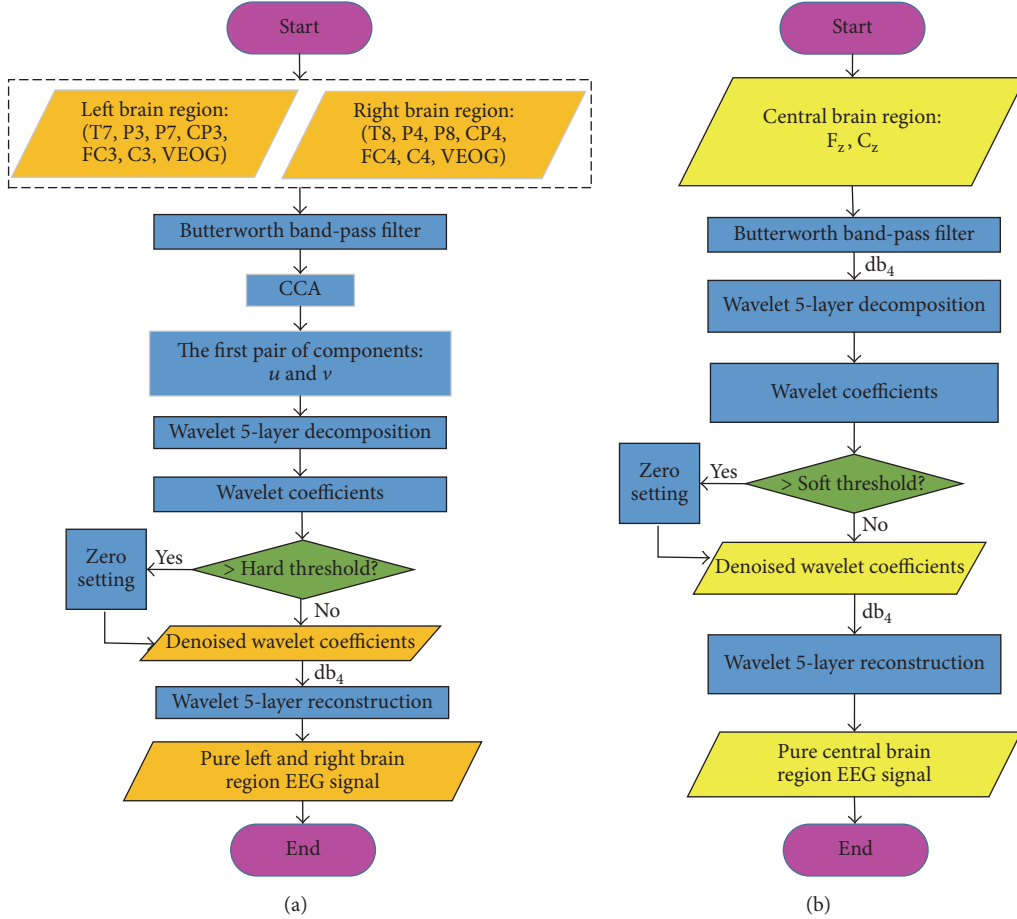 Start
Left brain region:
(T7, P3, P7, CP3,
FC3, C3, VEOG)
Right brain region:
(T8, P4, P8, CP4,
FC4, C4, VEOG)
Butterworth band-pass filter
CCA
The first pair of components:
u and v
Wavelet 5-layer decomposition
Wavelet coefficients
> Hard threshold?
Yes
Zero
setting
No
Denoised wavelet coefficients
db4
Wavelet 5-layer reconstruction
Pure left and right brain
region EEG signal
End
(a)
Start
Central brain region:
Fz, Cz
Butterworth band-pass filter
db4
Wavelet 5-layer decomposition
Wavelet coefficients
> Soft threshold?
Yes
Zero
setting
No
Denoised wavelet coefficients
db4
Wavelet 5-layer reconstruction
Pure central brain
region EEG signal
End
(b)